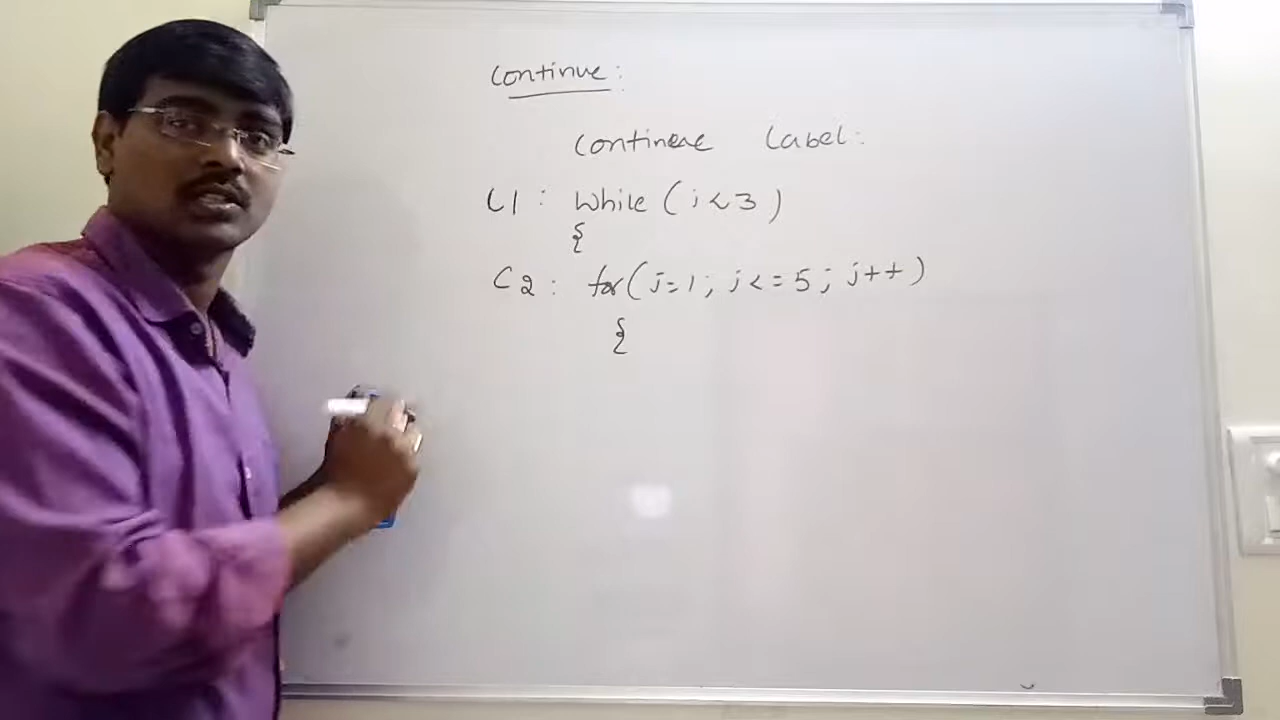 Continue:
Continue Label:
C1: while(i<3)
{
C2: for(j=1; j<=5; j++)
{